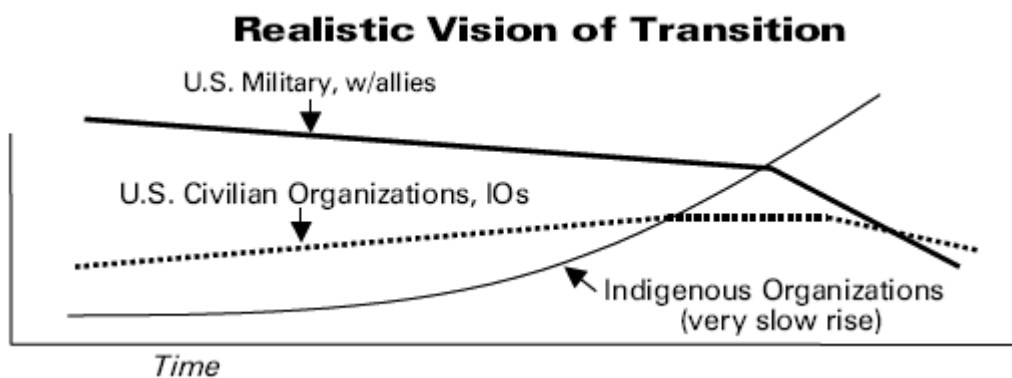 Realistic Vision of Transition
U.S. Military, w/allies
U.S. Civilian Organizations, IOs
Indigenous Organizations
(very slow rise)
Time